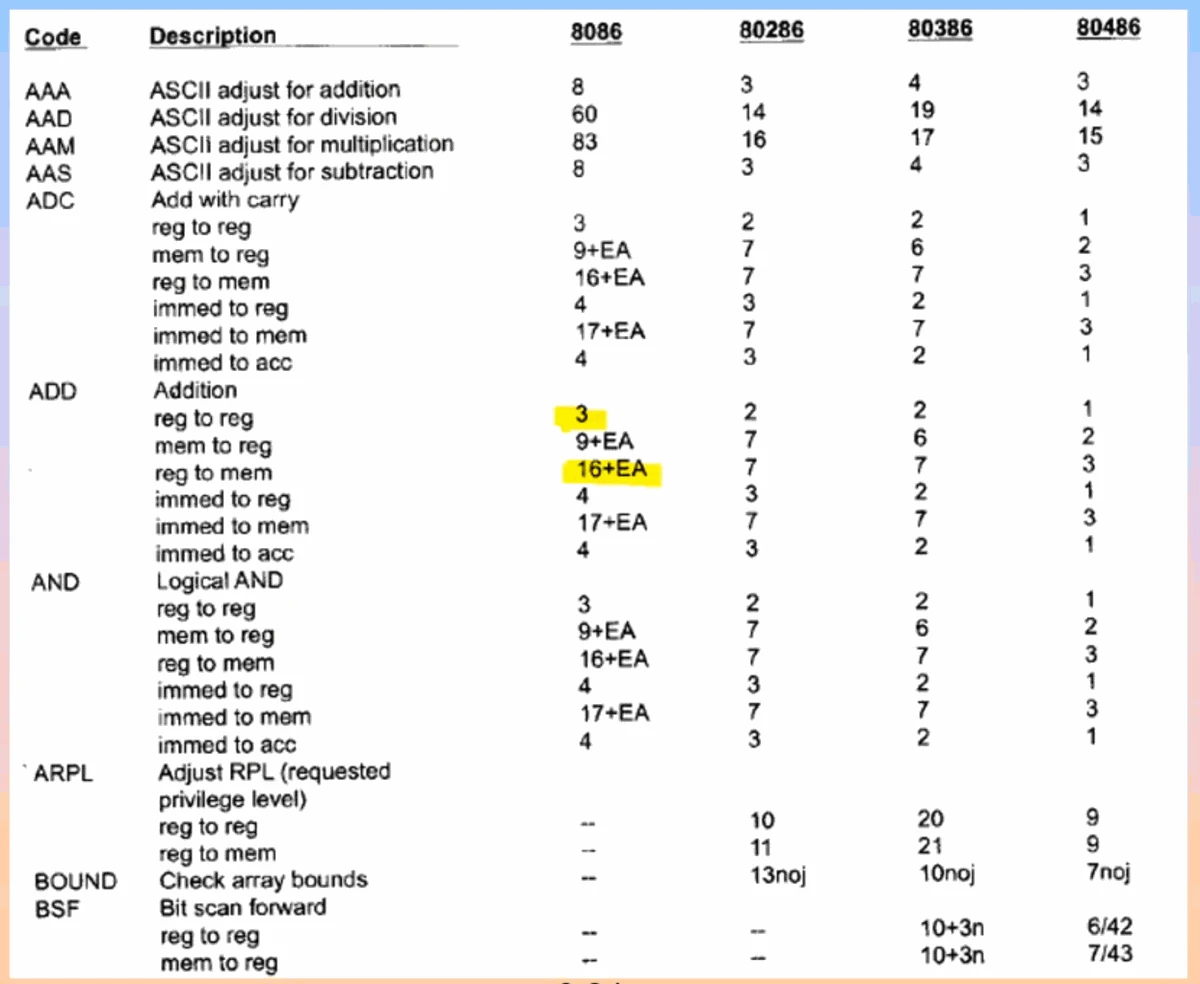 Code Description 8086 80286 80386 80486
AAA ASCII adjust for addition 8 3 4 3
AAD ASCII adjust for division 60 14 19 14
AAM ASCII adjust for multiplication 83 16 17 15
AAS ASCII adjust for subtraction 8 3 4 3
ADC Add with carry
reg to reg 3 2 2 1
mem to reg 9+EA 7 6 2
reg to mem 16+EA 7 7 3
immed to reg 4 3 2 1
immed to mem 17+EA 7 7 3
immed to acc 4 3 2 1
ADD Addition
reg to reg 3 2 2 1
mem to reg 9+EA 7 6 2
reg to mem 16+EA 7 7 3
immed to reg 4 3 2 1
immed to mem 17+EA 7 7 3
immed to acc 4 3 2 1
AND Logical AND
reg to reg 3 2 2 1
mem to reg 9+EA 7 6 2
reg to mem 16+EA 7 7 3
immed to reg 4 3 2 1
immed to mem 17+EA 7 7 3
immed to acc 4 3 2 1
ARPL Adjust RPL (requested
privilege level)
reg to reg -- 10 20 9
reg to mem -- 11 21 9
BOUND Check array bounds -- 13noj 10noj 7noj
BSF Bit scan forward
reg to reg -- -- 10+3n 6/42
mem to reg -- -- 10+3n 7/43